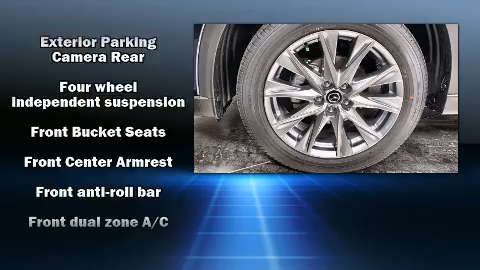 Exterior Parking
Camera Rear
Four wheel
independent suspension
Front Bucket Seats
Front Center Armrest
Front anti-roll bar
Front dual zone A/C